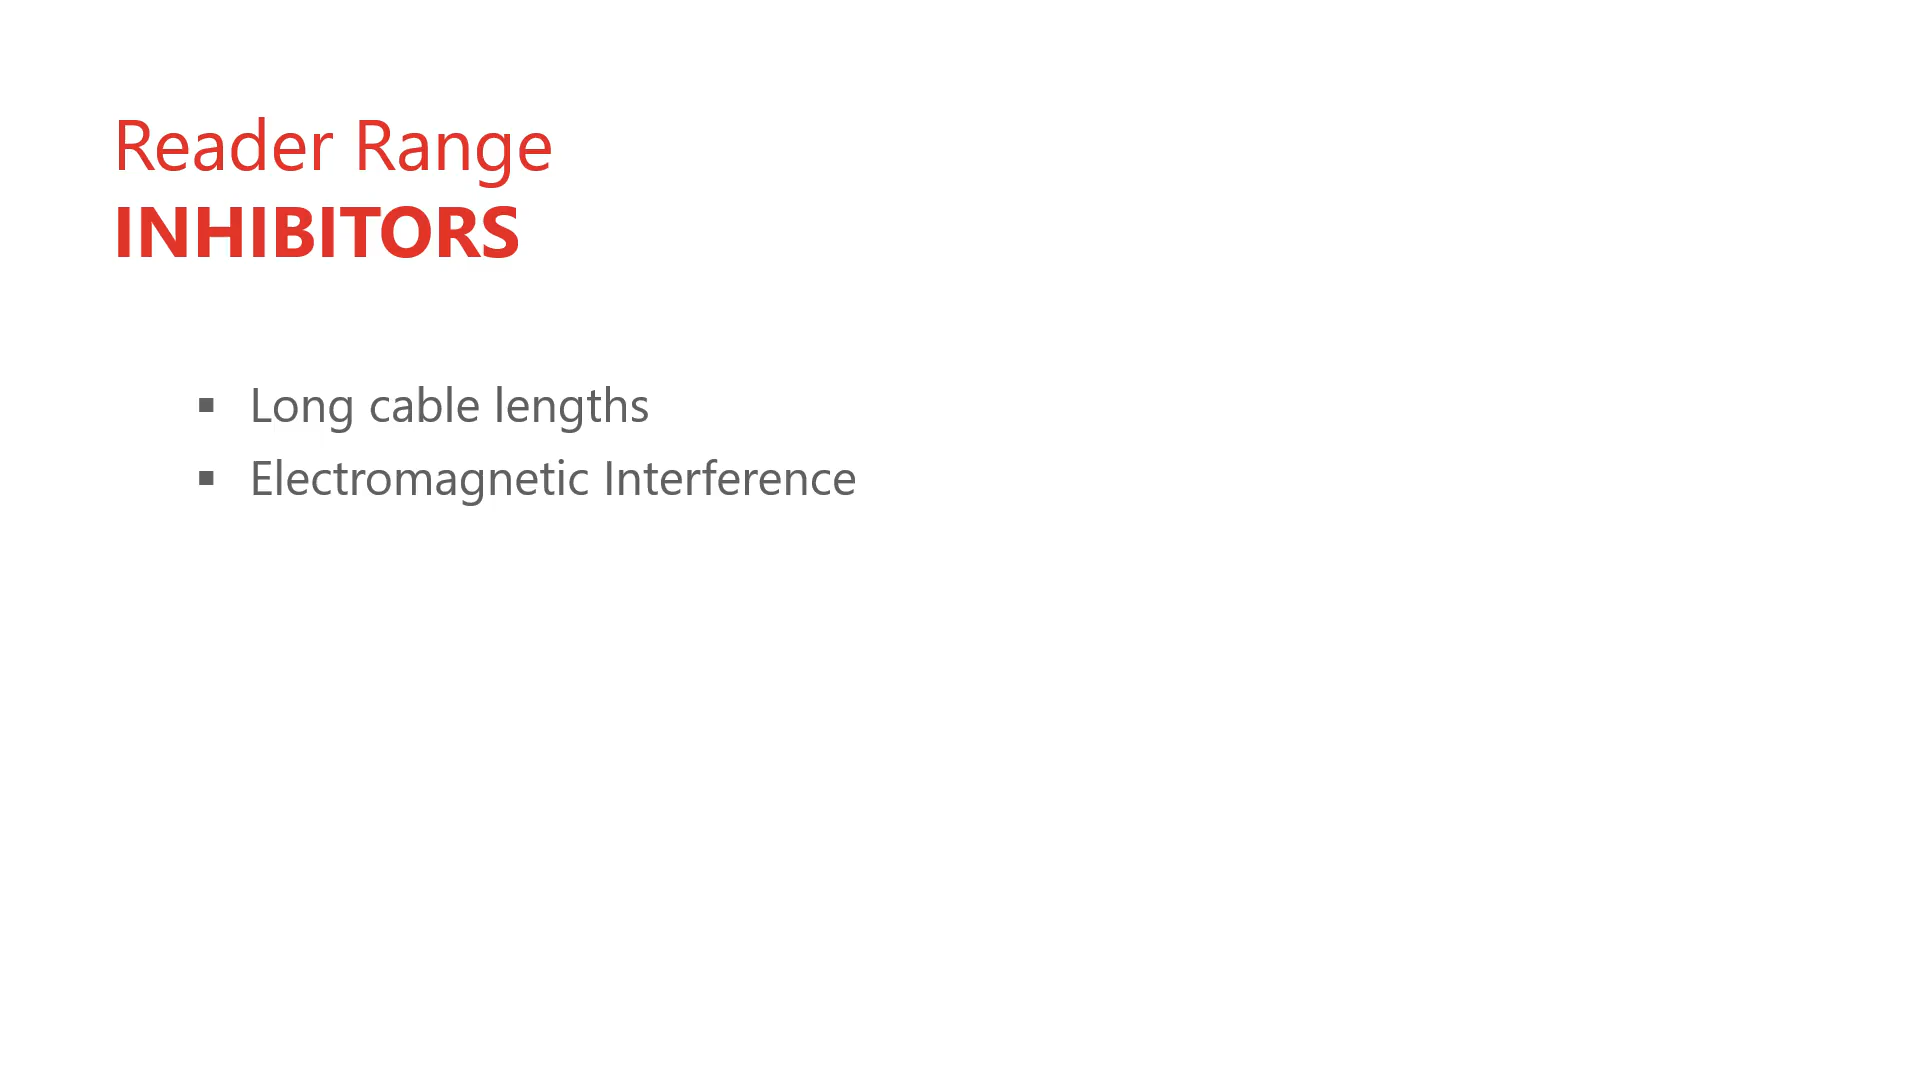 Reader Range
INHIBITORS
▪ Long cable lengths
▪ Electromagnetic Interference